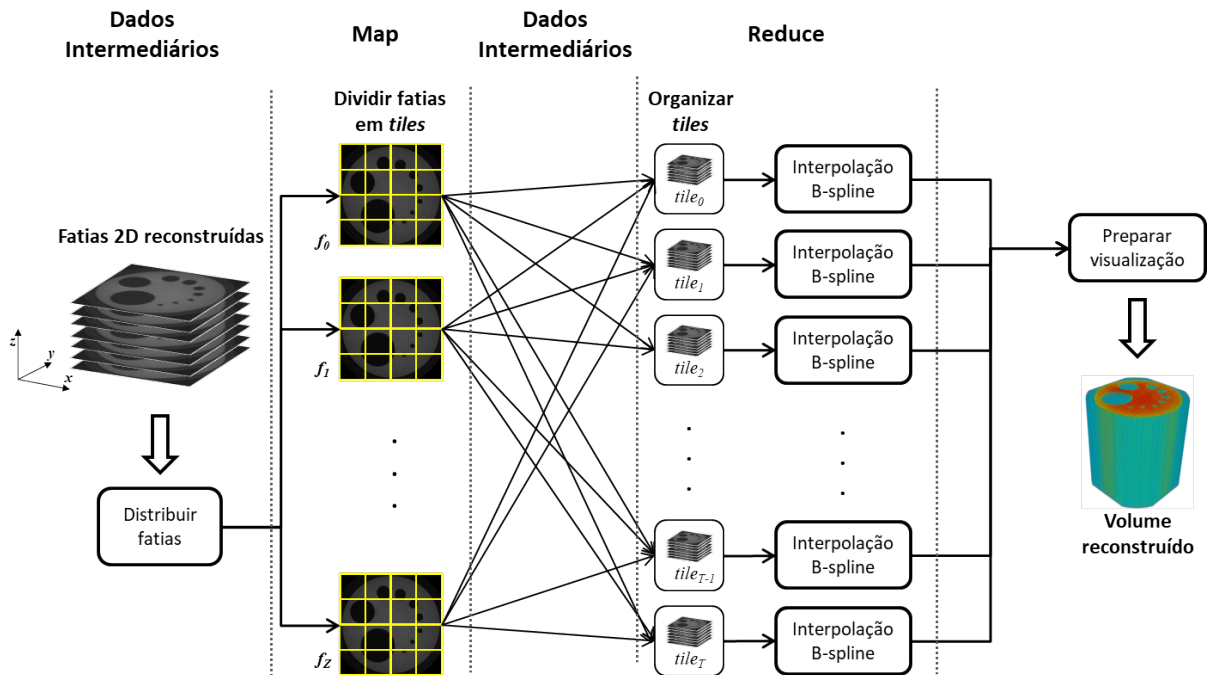 Dados
Intermediários
Map
Dados
Intermediários
Reduce
Dividir fatias
em tiles
Organizar
tiles
Fatias 2D reconstruídas
z
y
x
Distribuir
fatias
f0
f1
.
.
.
fZ
tile0
tile1
tile2
.
.
.
tileT-1
tileT
Interpolação
B-spline
Interpolação
B-spline
Interpolação
B-spline
.
.
.
Interpolação
B-spline
Interpolação
B-spline
Preparar
visualização
Volume
reconstruído